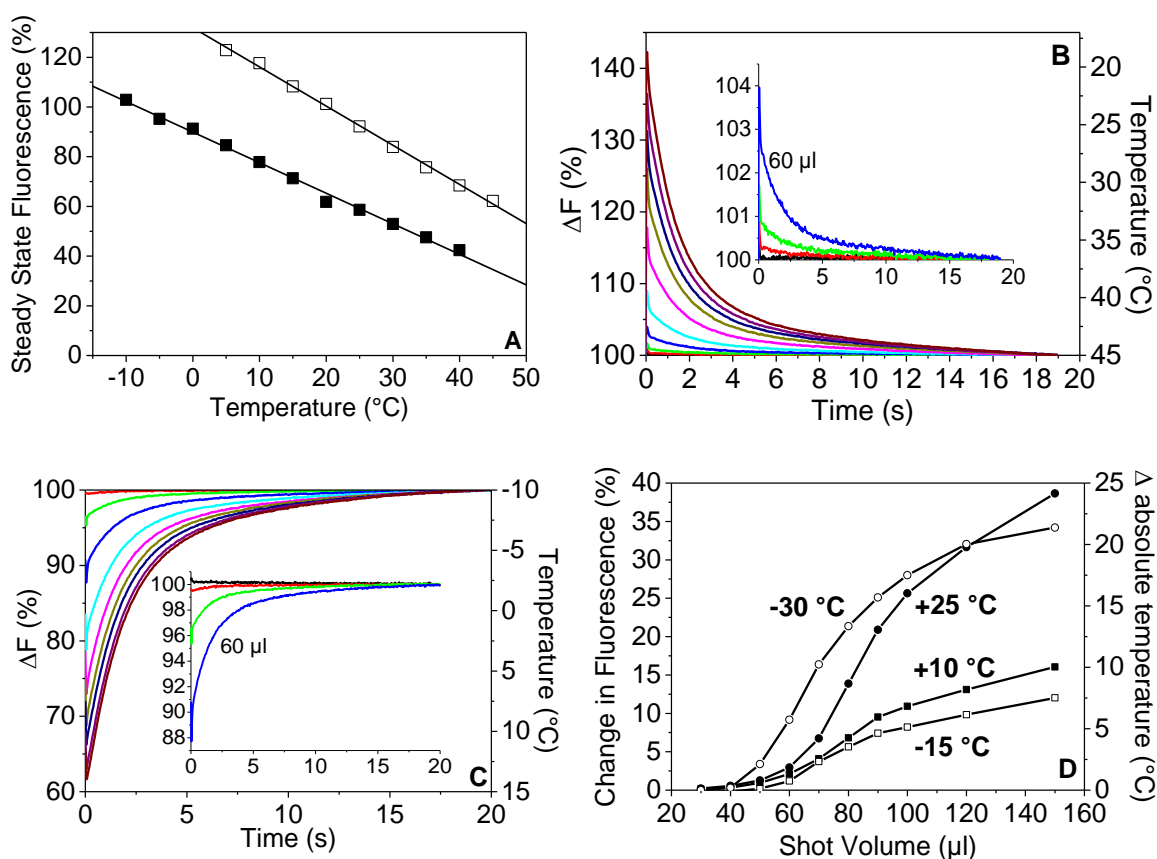 Steady State Fluorescence (%)
120
100
80
60
40
20
0
-10 0 10 20 30 40 50
Temperature (°C)
A
ΔF (%)
140
130
120
110
100
0 2 4 6 8 10 12 14 16 18 20
Time (s)
20
25
30
35
40
45
Temperature (°C)
B
104
103
102
101
100
0 5 10 15 20
60 µl
ΔF (%)
100
90
80
70
60
0 5 10 15 20
Time (s)
-10
-5
0
5
10
15
Temperature (°C)
C
100
98
96
94
92
90
88
0 5 10 15 20
60 µl
Change in Fluorescence (%)
40
35
30
25
20
15
10
5
0
20 40 60 80 100 120 140 160
Shot Volume (µl)
25
20
15
10
5
0
Δ absolute temperature (°C)
-30 °C
+25 °C
+10 °C
-15 °C
D